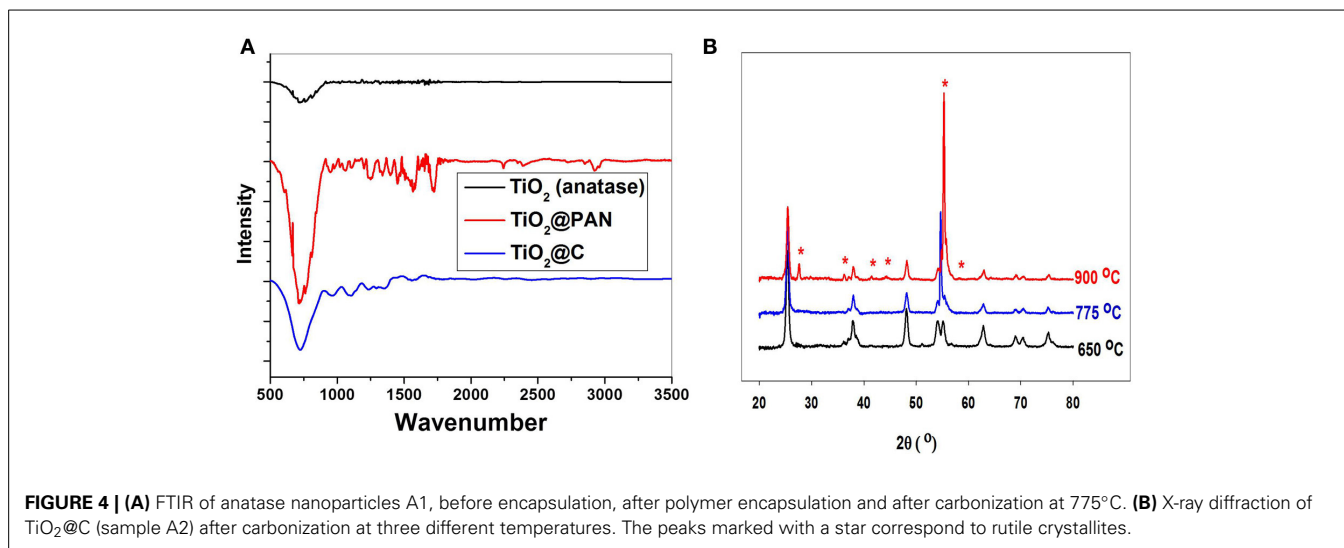 A
B
Intensity
TiO2 (anatase)
TiO2@PAN
TiO2@C
500 1000 1500 2000 2500 3000 3500
Wavenumber
*
* * * * *
900 ºC
775 ºC
650 ºC
20 30 40 50 60 70 80
2θ (º)
FIGURE 4 | (A) FTIR of anatase nanoparticles A1, before encapsulation, after polymer encapsulation and after carbonization at 775°C. (B) X-ray diffraction of
TiO2@C (sample A2) after carbonization at three different temperatures. The peaks marked with a star correspond to rutile crystallites.